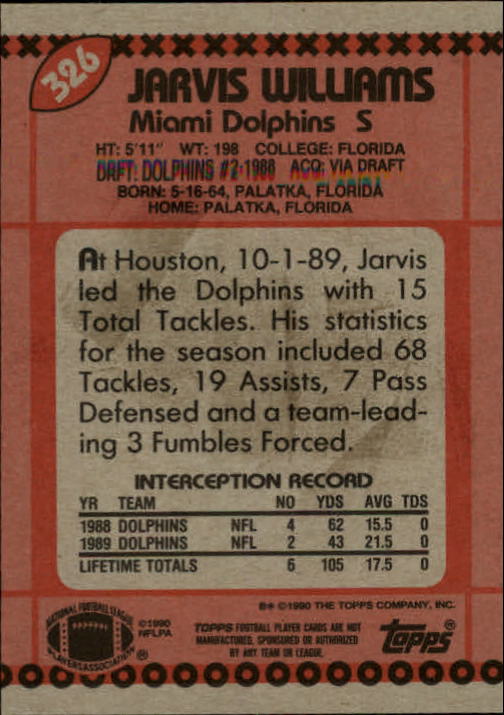 326
JARVIS WILLIAMS
Miami Dolphins S
HT: 5'11" WT: 198 COLLEGE: FLORIDA
DRFT: DOLPHINS #2-1988 ACQ: VIA DRAFT
BORN: 5-16-64, PALATKA, FLORIDA
HOME: PALATKA, FLORIDA
At Houston, 10-1-89, Jarvis
led the Dolphins with 15
Total Tackles. His statistics
for the season included 68
Tackles, 19 Assists, 7 Pass
Defensed and a team-lead-
ing 3 Fumbles Forced.
INTERCEPTION RECORD
YR TEAM NO YDS AVG TDS
1988 DOLPHINS NFL 4 62 15.5 0
1989 DOLPHINS NFL 2 43 21.5 0
LIFETIME TOTALS 6 105 17.5 0
B* ©1990 THE TOPPS COMPANY, INC.
NATIONAL FOOTBALL LEAGUE
PLAYERS ASSOCIATION ®
©1990
NFLPA
TOPPS FOOTBALL PLAYER CARDS ARE NOT
MANUFACTURED, SPONSORED OR AUTHORIZED
BY ANY TEAM OR LEAGUE.
topps®